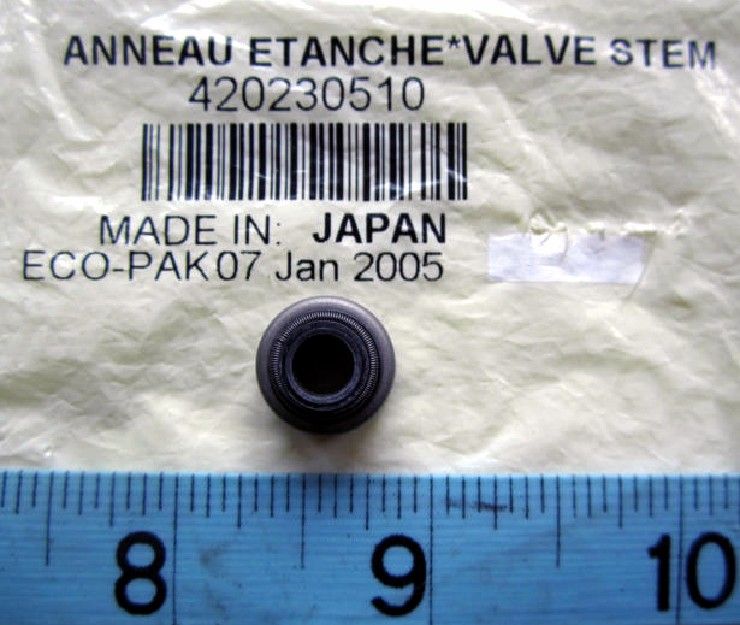 ANNEAU ETANCHE*VALVE STEM
420230510
MADE IN: JAPAN
ECO-PAK 07 Jan 2005
8 9 10